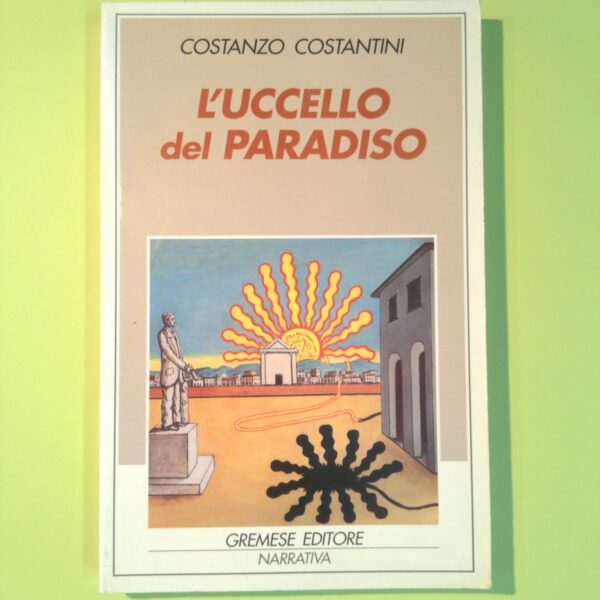 COSTANZO COSTANTINI
L'UCCELLO
del PARADISO
GREMESE EDITORE
NARRATIVA